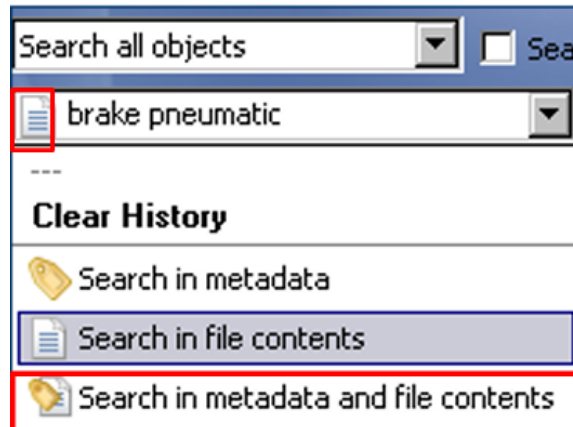 Search all objects Sea
brake pneumatic
---
Clear History
Search in metadata
Search in file contents
Search in metadata and file contents